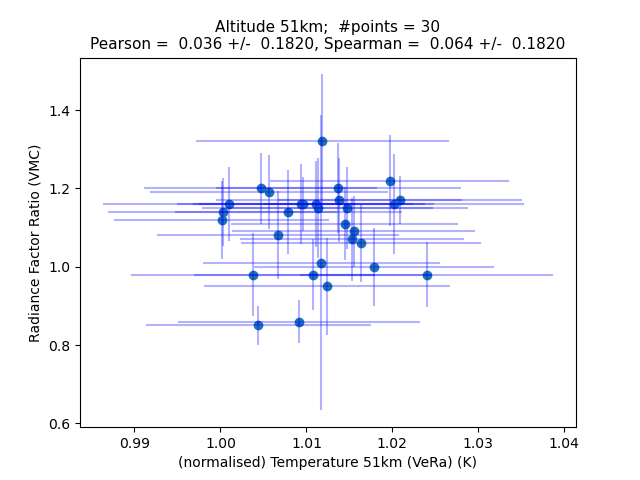 Altitude 51km;  #points = 30
Pearson =  0.036 +/-  0.1820, Spearman =  0.064 +/-  0.1820
Radiance Factor Ratio (VMC)
1.4
1.2
1.0
0.8
0.6
0.99 1.00 1.01 1.02 1.03 1.04
(normalised) Temperature 51km (VeRa) (K)